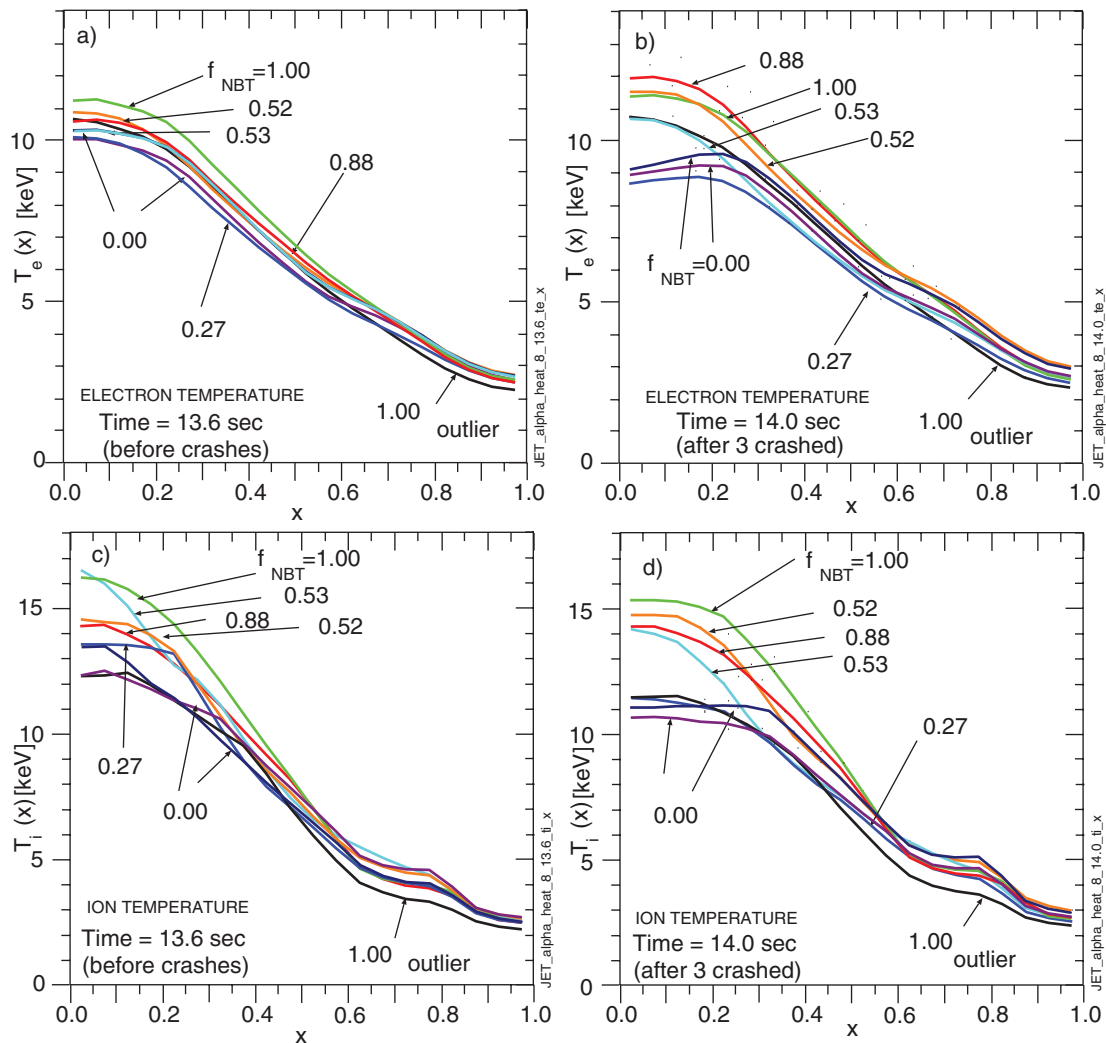 a)
f NBT=1.00
0.52
0.53
0.88
0.00
0.27
1.00 outlier
ELECTRON TEMPERATURE
Time = 13.6 sec
(before crashes)
T e (x) [keV]
10
5
0
0.0 0.2 0.4 0.6 0.8 1.0
x
JET_alpha_heat_8_13.6_te_x
b)
0.88
1.00
0.53
0.52
f NBT=0.00
0.27
1.00 outlier
ELECTRON TEMPERATURE
Time = 14.0 sec
(after 3 crashed)
T e (x) [keV]
10
5
0
0.0 0.2 0.4 0.6 0.8 1.0
x
JET_alpha_heat_8_14.0_te_x
c)
f NBT=1.00
0.53
0.88
0.52
0.27
0.00
1.00 outlier
ION TEMPERATURE
Time = 13.6 sec
(before crashes)
T i (x)[keV]
15
10
5
0
0.0 0.2 0.4 0.6 0.8 1.0
x
JET_alpha_heat_8_13.6_ti_x
d)
f NBT=1.00
0.52
0.88
0.53
0.27
0.00
1.00 outlier
ION TEMPERATURE
Time = 14.0 sec
(after 3 crashed)
T i (x) [keV]
15
10
5
0
0.0 0.2 0.4 0.6 0.8 1.0
x
JET_alpha_heat_8_14.0_ti_x